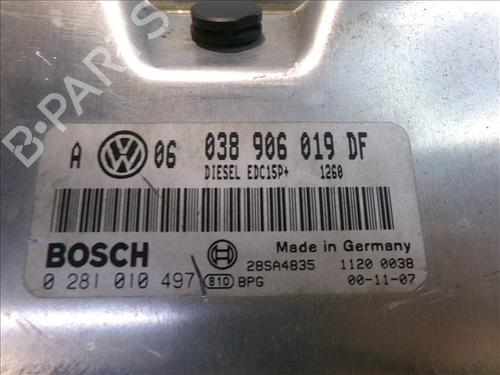 B-PARTS
A VW 06 038 906 019 DF
DIESEL EDC15P+ 1260
BOSCH
Made in Germany
28SA4835 1120 0038
0 281 010 497 810 BPG 00-11-07